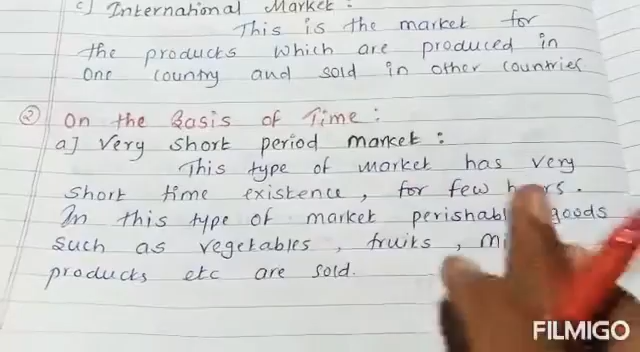 c] International Market :
This is the market for
the products which are produced in
one country and sold in other countries
② On the Basis of Time :
a] Very short period market :
This type of market has very
short time existence, for few
In this type of market goods
such as vegetables, fruits,
products etc are sold.
FILMIGO